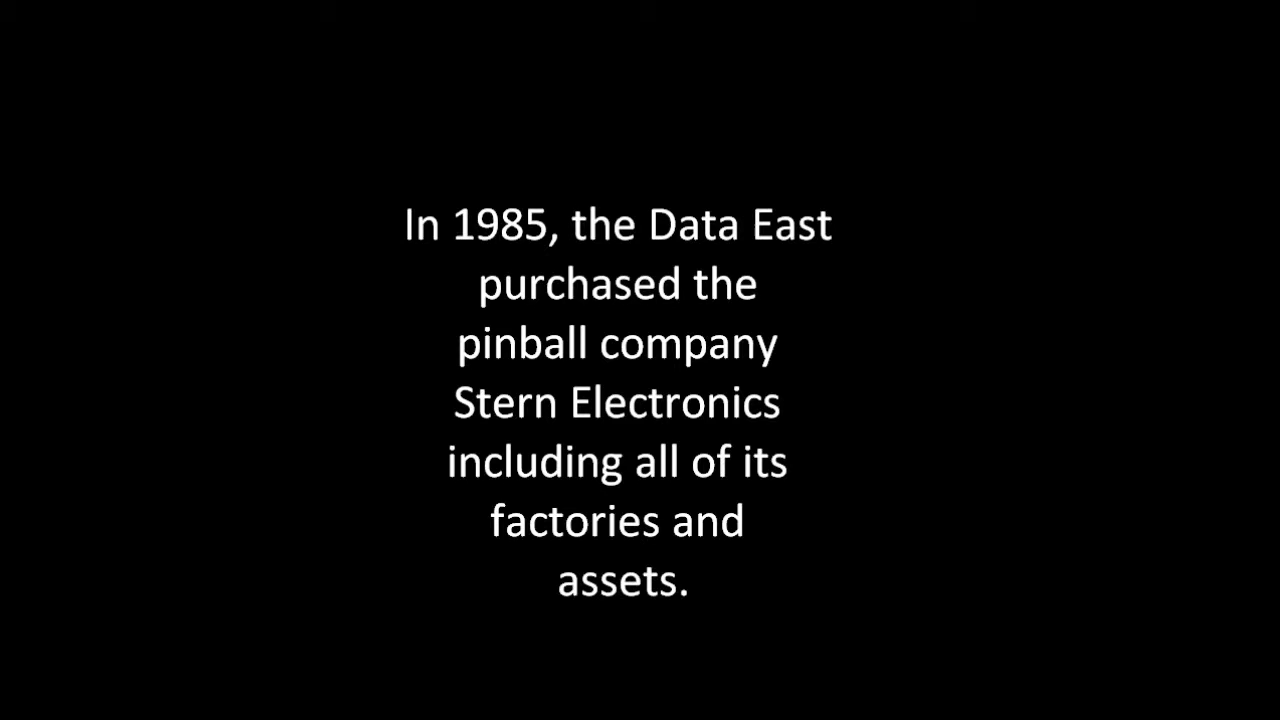 In 1985, the Data East
purchased the
pinball company
Stern Electronics
including all of its
factories and
assets.